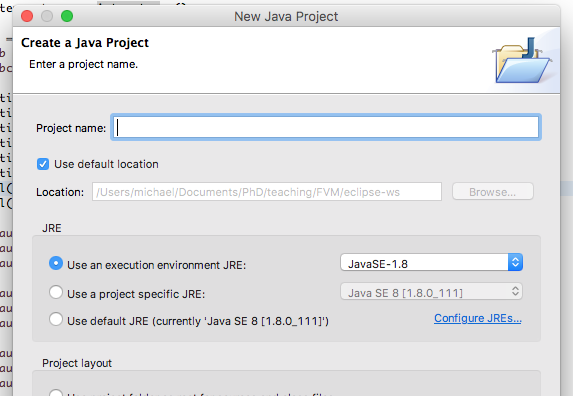 New Java Project
Create a Java Project
Enter a project name.
Project name:
Use default location
Location: /Users/michael/Documents/PhD/teaching/FVM/eclipse-ws Browse...
JRE
Use an execution environment JRE: JavaSE-1.8
Use a project specific JRE: Java SE 8 [1.8.0_111]
Use default JRE (currently 'Java SE 8 [1.8.0_111]') Configure JREs...
Project layout